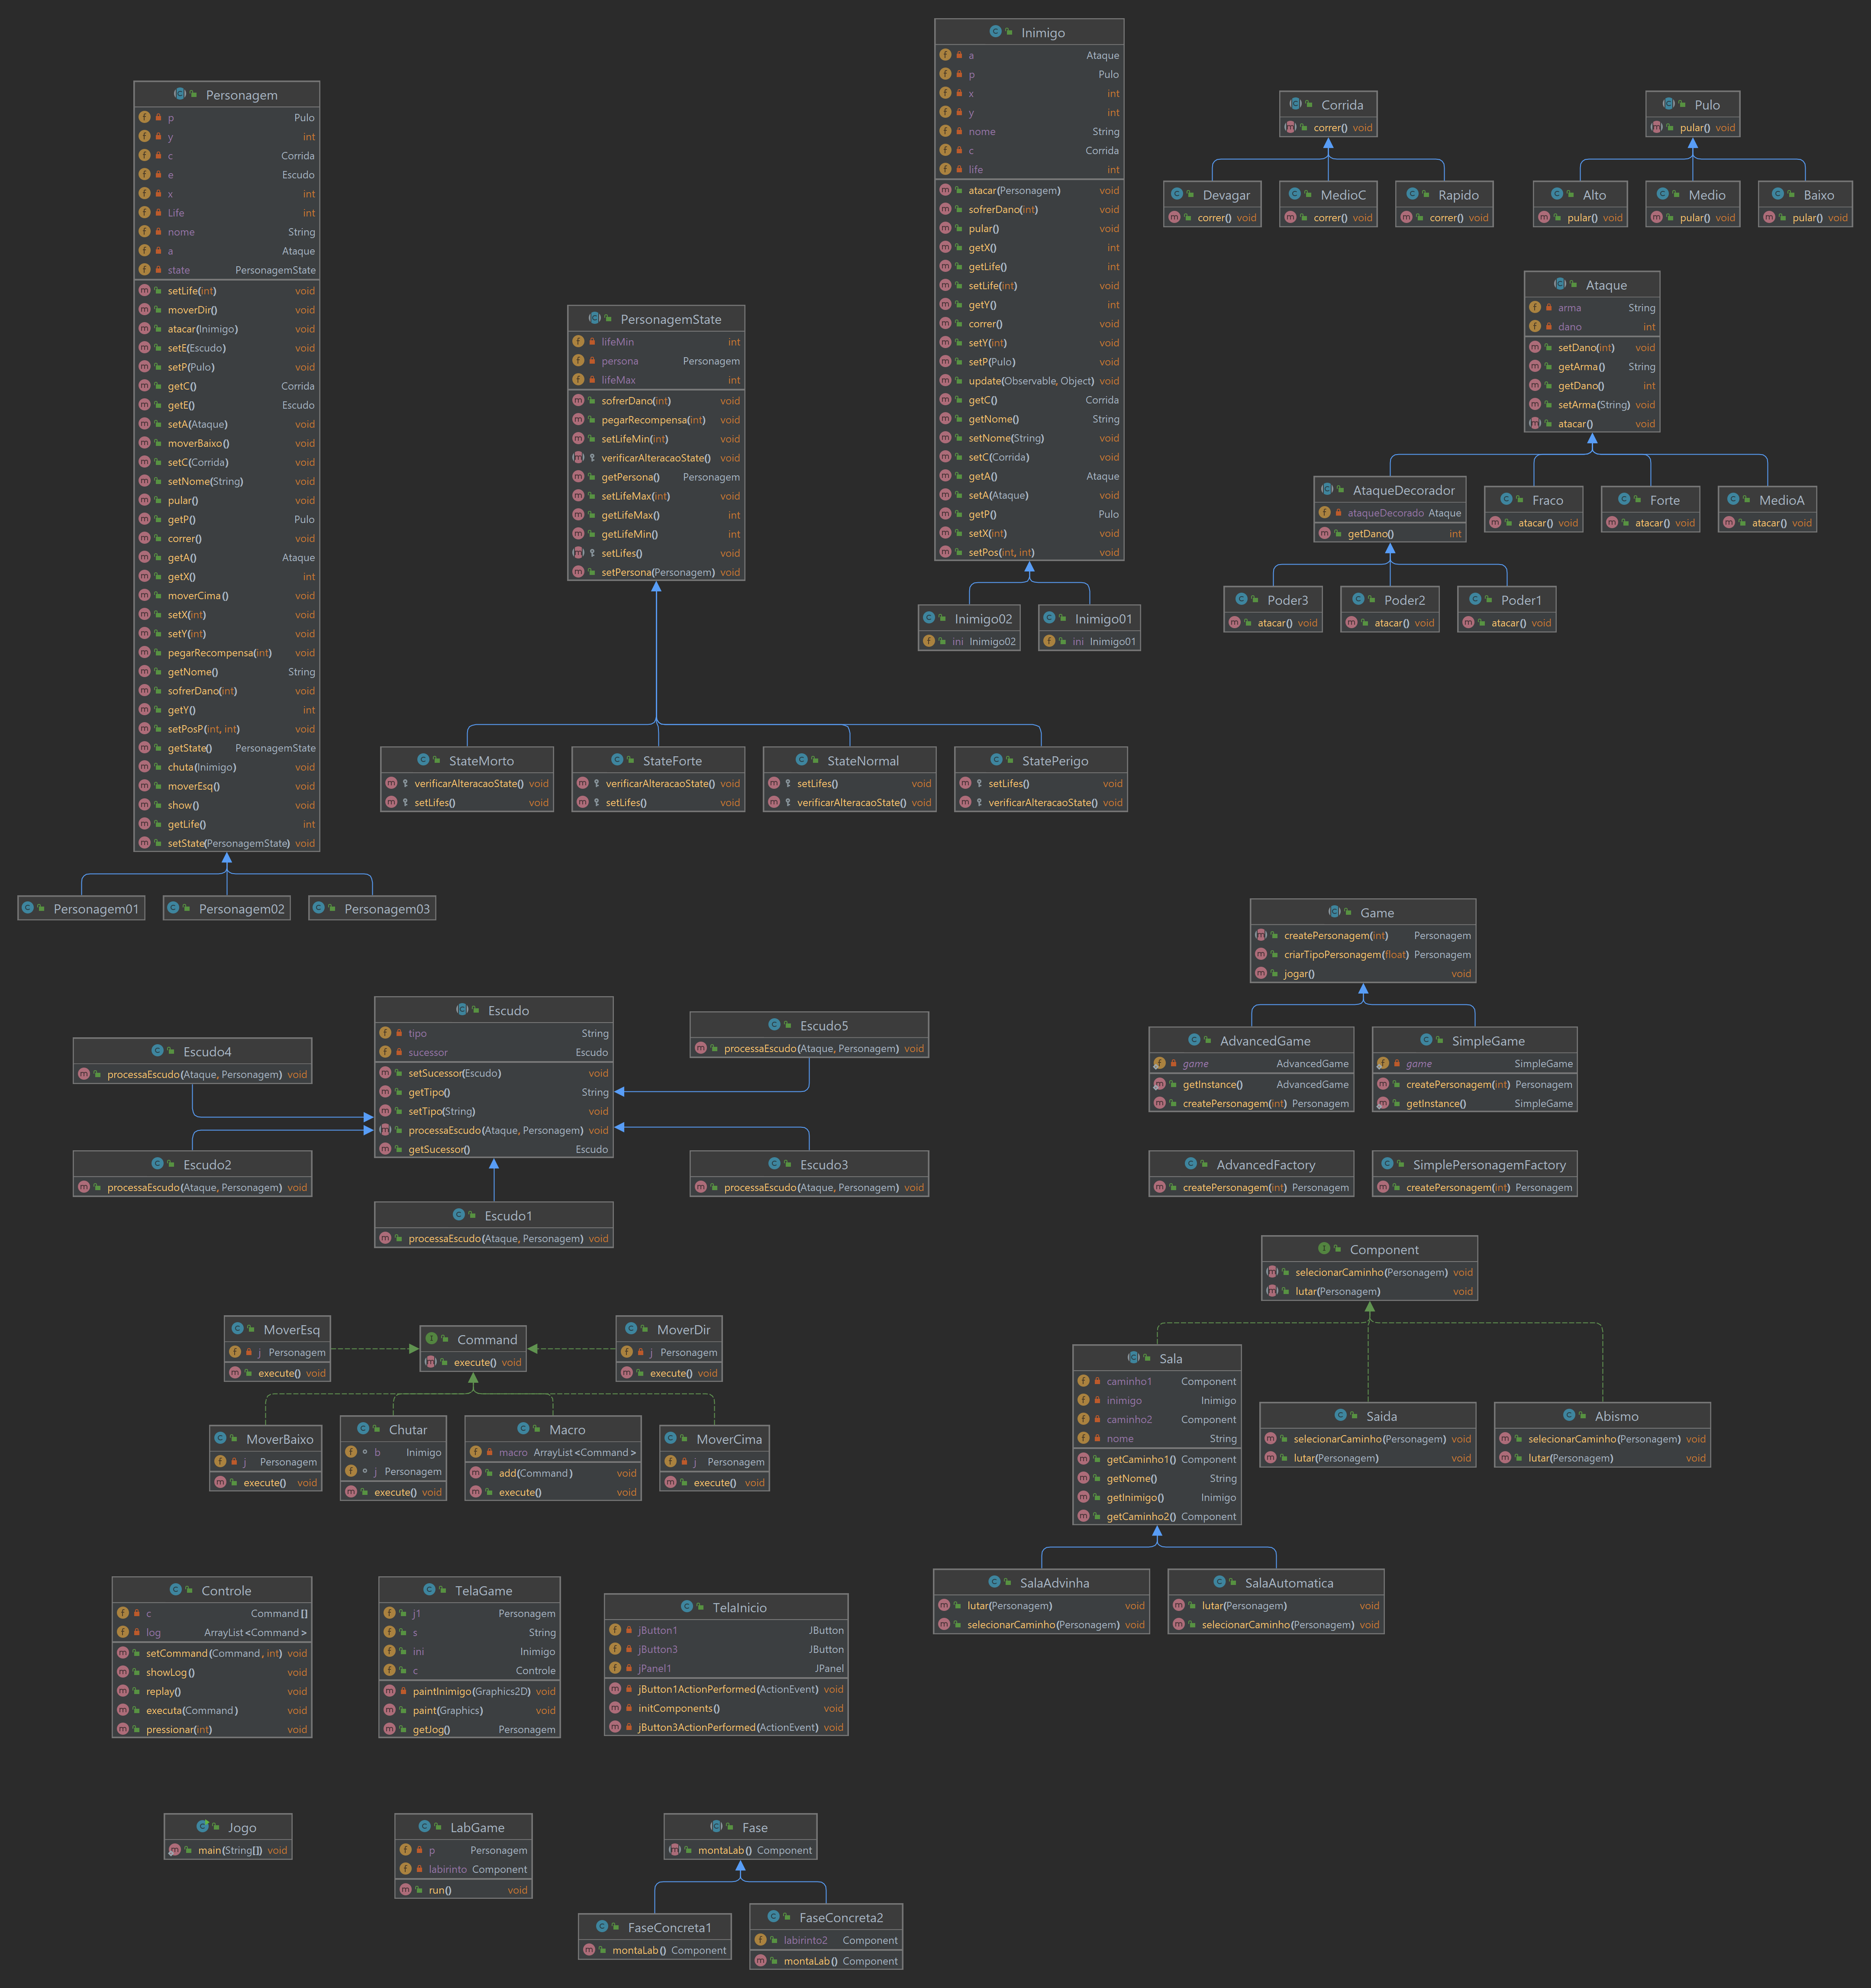 Personagem
p Pulo
y int
c Corrida
e Escudo
x int
Life int
nome String
a Ataque
state PersonagemState
setLife(int) void
moverDir() void
atacar(Inimigo) void
setE(Escudo) void
setP(Pulo) void
getC() Corrida
getE() Escudo
setA(Ataque) void
moverBaixo() void
setC(Corrida) void
setNome(String) void
pular() void
getP() Pulo
correr() void
getA() Ataque
getX() int
moverCima() void
setX(int) void
setY(int) void
pegarRecompensa(int) void
getNome() String
sofrerDano(int) void
getY() int
setPosP(int, int) void
getState() PersonagemState
chuta(Inimigo) void
moverEsq() void
show() void
getLife() int
setState(PersonagemState) void
Personagem01
Personagem02
Personagem03
PersonagemState
lifeMin int
persona Personagem
lifeMax int
sofrerDano(int) void
pegarRecompensa(int) void
setLifeMin(int) void
verificarAlteracaoState() void
getPersona() Personagem
setLifeMax(int) void
getLifeMax() int
getLifeMin() int
setLifes() void
setPersona(Personagem) void
StateMorto
verificarAlteracaoState() void
setLifes() void
StateForte
verificarAlteracaoState() void
setLifes() void
StateNormal
setLifes() void
verificarAlteracaoState() void
StatePerigo
setLifes() void
verificarAlteracaoState() void
Inimigo
a Ataque
p Pulo
x int
y int
nome String
c Corrida
life int
atacar(Personagem) void
sofrerDano(int) void
pular() void
getX() int
getLife() int
setLife(int) void
getY() int
correr() void
setY(int) void
setP(Pulo) void
update(Observable, Object) void
getC() Corrida
getNome() String
setNome(String) void
setC(Corrida) void
getA() Ataque
setA(Ataque) void
getP() Pulo
setX(int) void
setPos(int, int) void
Inimigo02
ini Inimigo02
Inimigo01
ini Inimigo01
Corrida
correr() void
Devagar
correr() void
MedioC
correr() void
Rapido
correr() void
Pulo
pular() void
Alto
pular() void
Medio
pular() void
Baixo
pular() void
Ataque
arma String
dano int
setDano(int) void
getArma() String
getDano() int
setArma(String) void
atacar() void
AtaqueDecorador
ataqueDecorado Ataque
getDano() int
Fraco
atacar() void
Forte
atacar() void
MedioA
atacar() void
Poder3
atacar() void
Poder2
atacar() void
Poder1
atacar() void
Game
createPersonagem(int) Personagem
criarTipoPersonagem(float) Personagem
jogar() void
AdvancedGame
game AdvancedGame
getInstance() AdvancedGame
createPersonagem(int) Personagem
SimpleGame
game SimpleGame
createPersonagem(int) Personagem
getInstance() SimpleGame
AdvancedFactory
createPersonagem(int) Personagem
SimplePersonagemFactory
createPersonagem(int) Personagem
Escudo
tipo String
sucessor Escudo
setSucessor(Escudo) void
getTipo() String
setTipo(String) void
processaEscudo(Ataque, Personagem) void
getSucessor() Escudo
Escudo4
processaEscudo(Ataque, Personagem) void
Escudo5
processaEscudo(Ataque, Personagem) void
Escudo2
processaEscudo(Ataque, Personagem) void
Escudo3
processaEscudo(Ataque, Personagem) void
Escudo1
processaEscudo(Ataque, Personagem) void
Component
selecionarCaminho(Personagem) void
lutar(Personagem) void
Sala
caminho1 Component
inimigo Inimigo
caminho2 Component
nome String
getCaminho1() Component
getNome() String
getInimigo() Inimigo
getCaminho2() Component
Saida
selecionarCaminho(Personagem) void
lutar(Personagem) void
Abismo
selecionarCaminho(Personagem) void
lutar(Personagem) void
SalaAdvinha
lutar(Personagem) void
selecionarCaminho(Personagem) void
SalaAutomatica
lutar(Personagem) void
selecionarCaminho(Personagem) void
MoverEsq
j Personagem
execute() void
Command
execute() void
MoverDir
j Personagem
execute() void
MoverBaixo
j Personagem
execute() void
Chutar
b Inimigo
j Personagem
execute() void
Macro
macro ArrayList<Command>
add(Command) void
execute() void
MoverCima
j Personagem
execute() void
Controle
c Command[]
log ArrayList<Command>
setCommand(Command, int) void
showLog() void
replay() void
executa(Command) void
pressionar(int) void
TelaGame
j1 Personagem
s String
ini Inimigo
c Controle
paintInimigo(Graphics2D) void
paint(Graphics) void
getJog() Personagem
TelaInicio
jButton1 JButton
jButton3 JButton
jPanel1 JPanel
jButton1ActionPerformed(ActionEvent) void
initComponents() void
jButton3ActionPerformed(ActionEvent) void
Jogo
main(String[]) void
LabGame
p Personagem
labirinto Component
run() void
Fase
montaLab() Component
FaseConcreta1
montaLab() Component
FaseConcreta2
labirinto2 Component
montaLab() Component